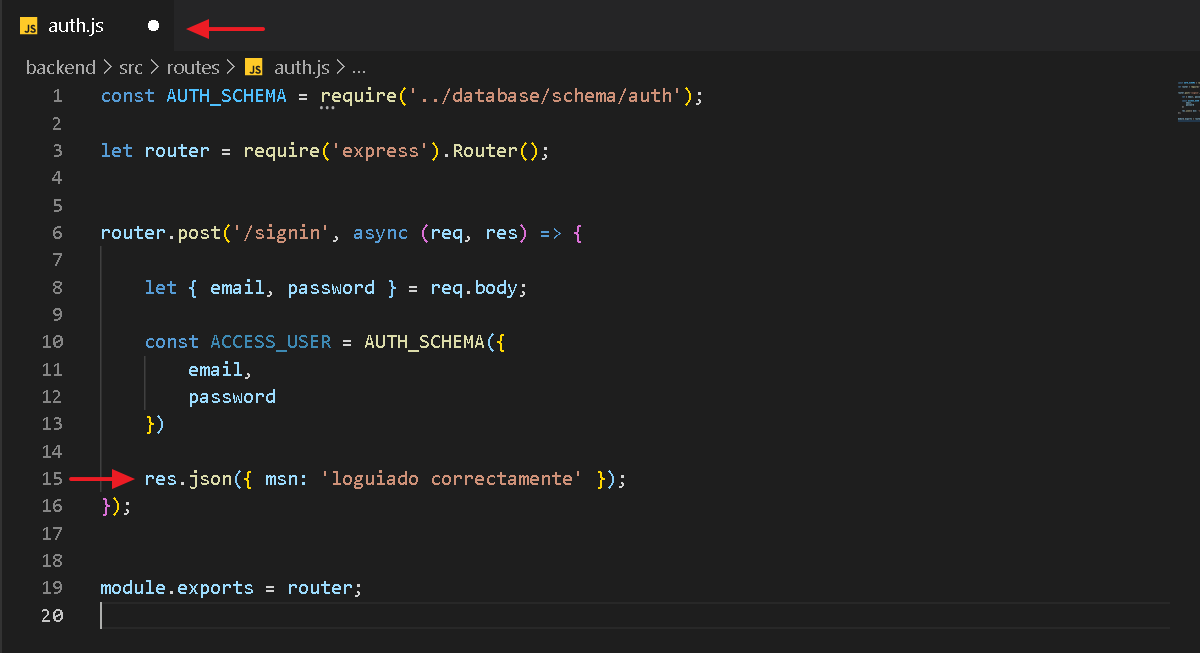 JS auth.js
backend > src > routes > JS auth.js > ...
1 const AUTH_SCHEMA = require('../database/schema/auth');
2
3 let router = require('express').Router();
4
5
6 router.post('/signin', async (req, res) => {
7
8 let { email, password } = req.body;
9
10 const ACCESS_USER = AUTH_SCHEMA({
11 email,
12 password
13 })
14
15 res.json({ msn: 'loguiado correctamente' });
16 });
17
18
19 module.exports = router;
20